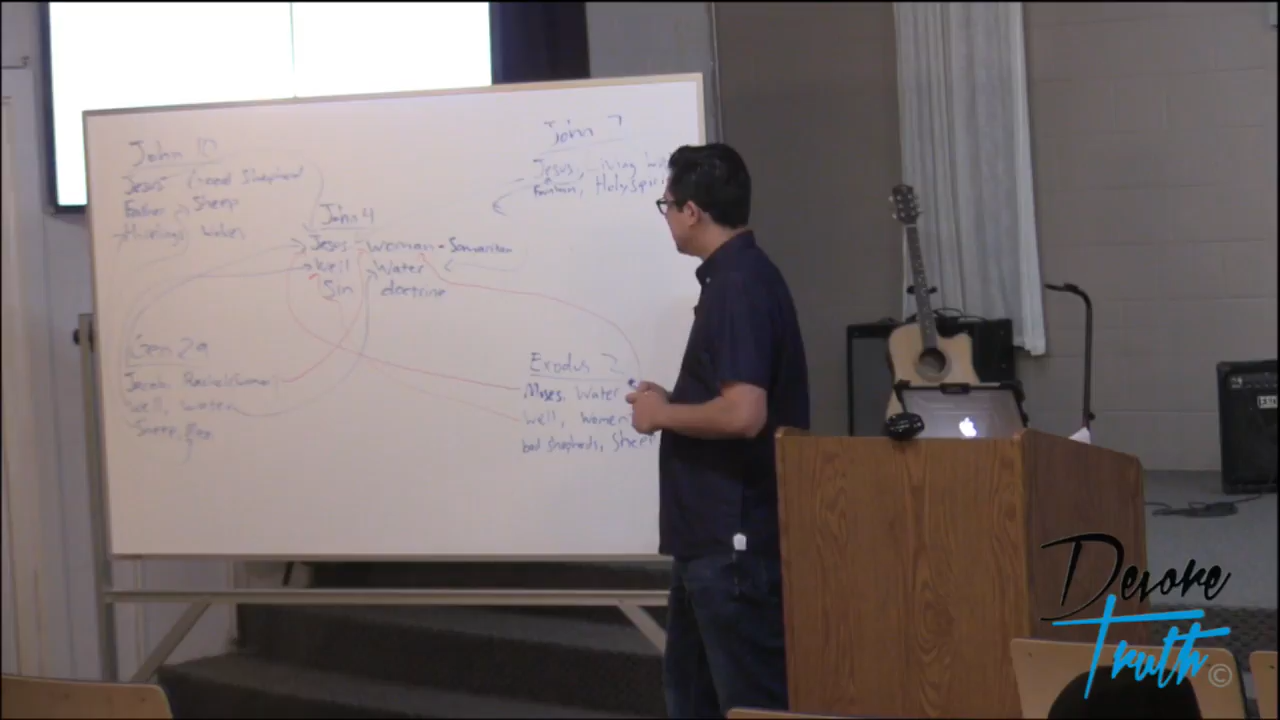 John 10
Jesus Good Shepherd
Father Sheep
Hirelings Wolves
John 7
Jesus, Living
Fountain, Holy Spiri
John 4
Jesus - woman - Samaritan
Well Water
Sin doctrine
Gen 29
Jacob, Rachel (woman)
well, water
Sheep,
Exodus 2
Moses, Water
Well, Women
bad shepherds, Sheep
Devore
Truth ©